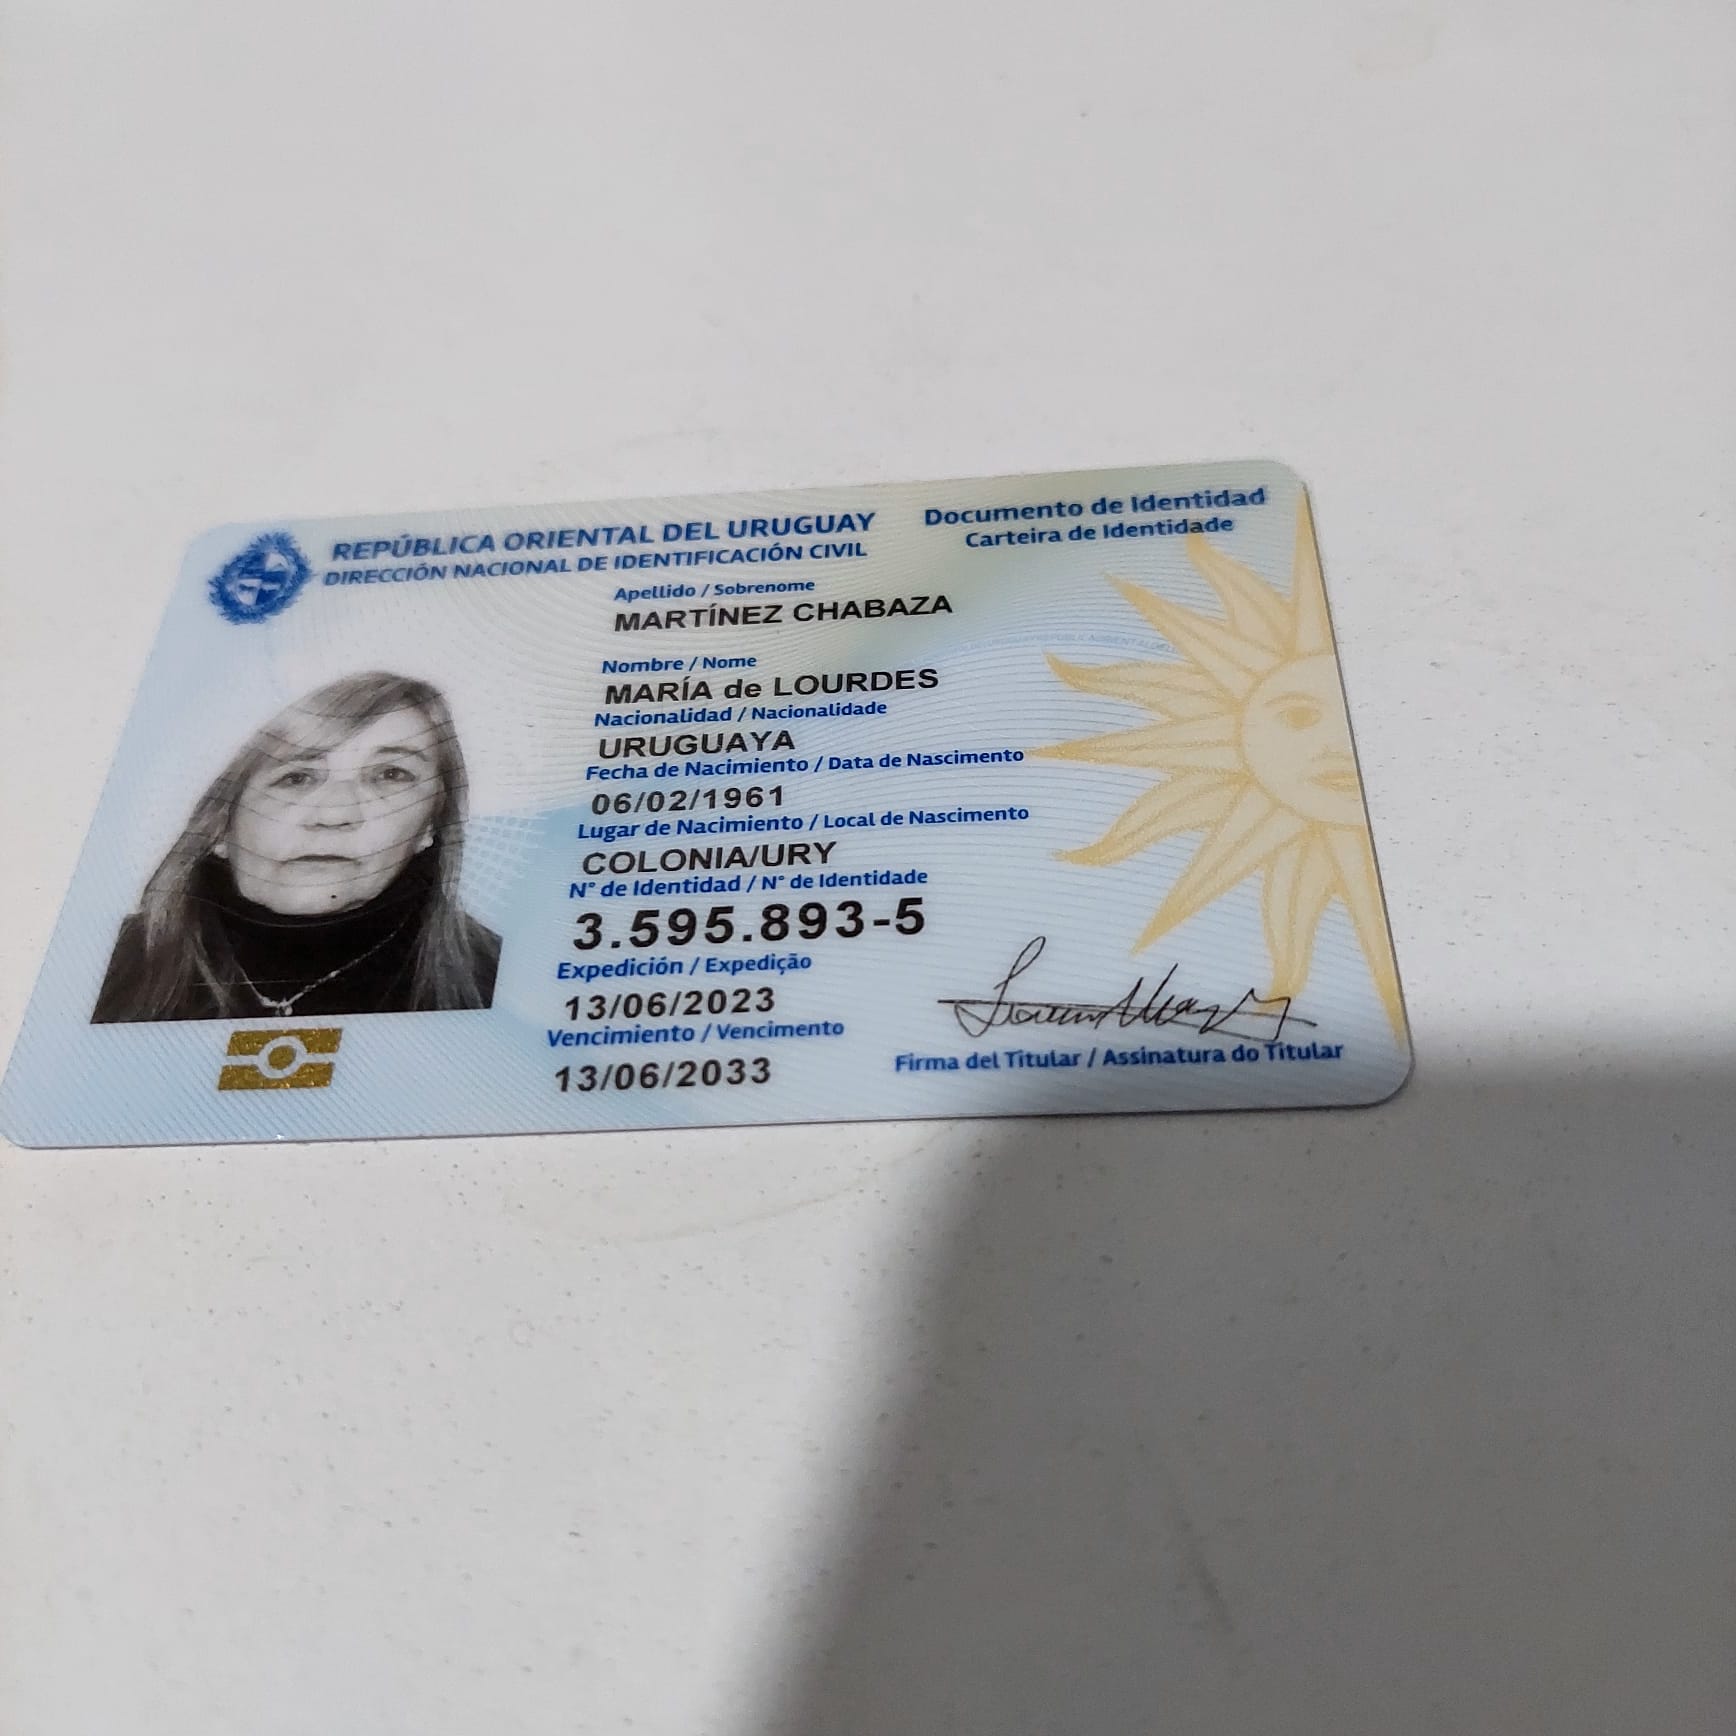 REPÚBLICA ORIENTAL DEL URUGUAY
DIRECCIÓN NACIONAL DE IDENTIFICACIÓN CIVIL
Documento de Identidad
Carteira de Identidade
Apellido / Sobrenome
MARTÍNEZ CHABAZA
Nombre / Nome
MARÍA de LOURDES
Nacionalidad / Nacionalidade
URUGUAYA
Fecha de Nacimiento / Data de Nascimento
06/02/1961
Lugar de Nacimiento / Local de Nascimento
COLONIA/URY
N° de Identidad / N° de Identidade
3.595.893-5
Expedición / Expedição
13/06/2023
Vencimiento / Vencimento
13/06/2033
Firma del Titular / Assinatura do Titular